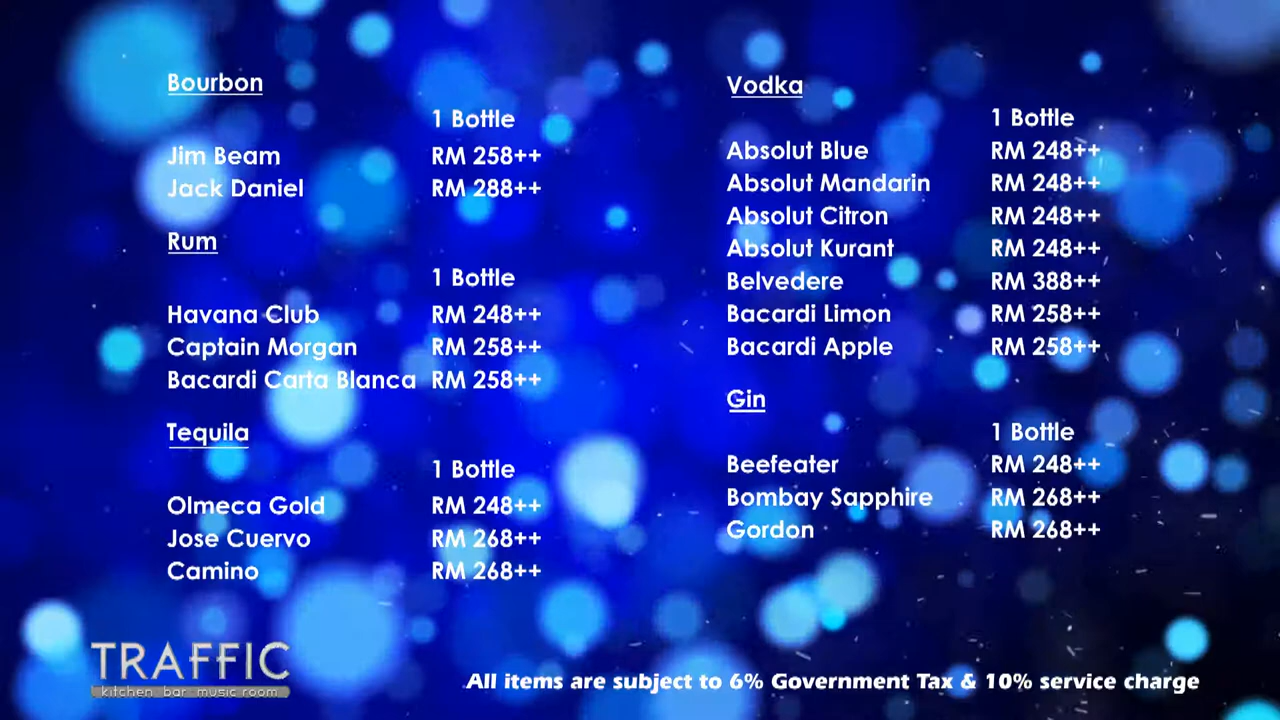 Bourbon
1 Bottle
Jim Beam RM 258++
Jack Daniel RM 288++
Rum
1 Bottle
Havana Club RM 248++
Captain Morgan RM 258++
Bacardi Carta Blanca RM 258++
Tequila
1 Bottle
Olmeca Gold RM 248++
Jose Cuervo RM 268++
Camino RM 268++
Vodka
1 Bottle
Absolut Blue RM 248++
Absolut Mandarin RM 248++
Absolut Citron RM 248++
Absolut Kurant RM 248++
Belvedere RM 388++
Bacardi Limon RM 258++
Bacardi Apple RM 258++
Gin
1 Bottle
Beefeater RM 248++
Bombay Sapphire RM 268++
Gordon RM 268++
TRAFFIC
kitchen bar music room
All items are subject to 6% Government Tax & 10% service charge